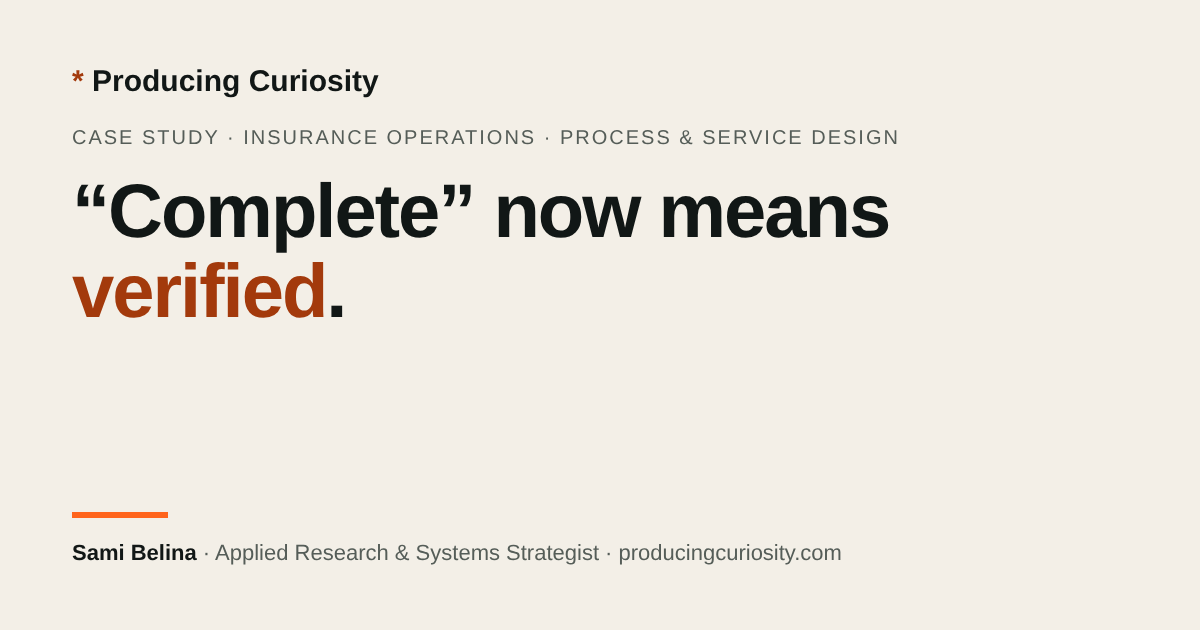 * Producing Curiosity
CASE STUDY · INSURANCE OPERATIONS · PROCESS & SERVICE DESIGN
“Complete” now means
verified.
Sami Belina · Applied Research & Systems Strategist · producingcuriosity.com